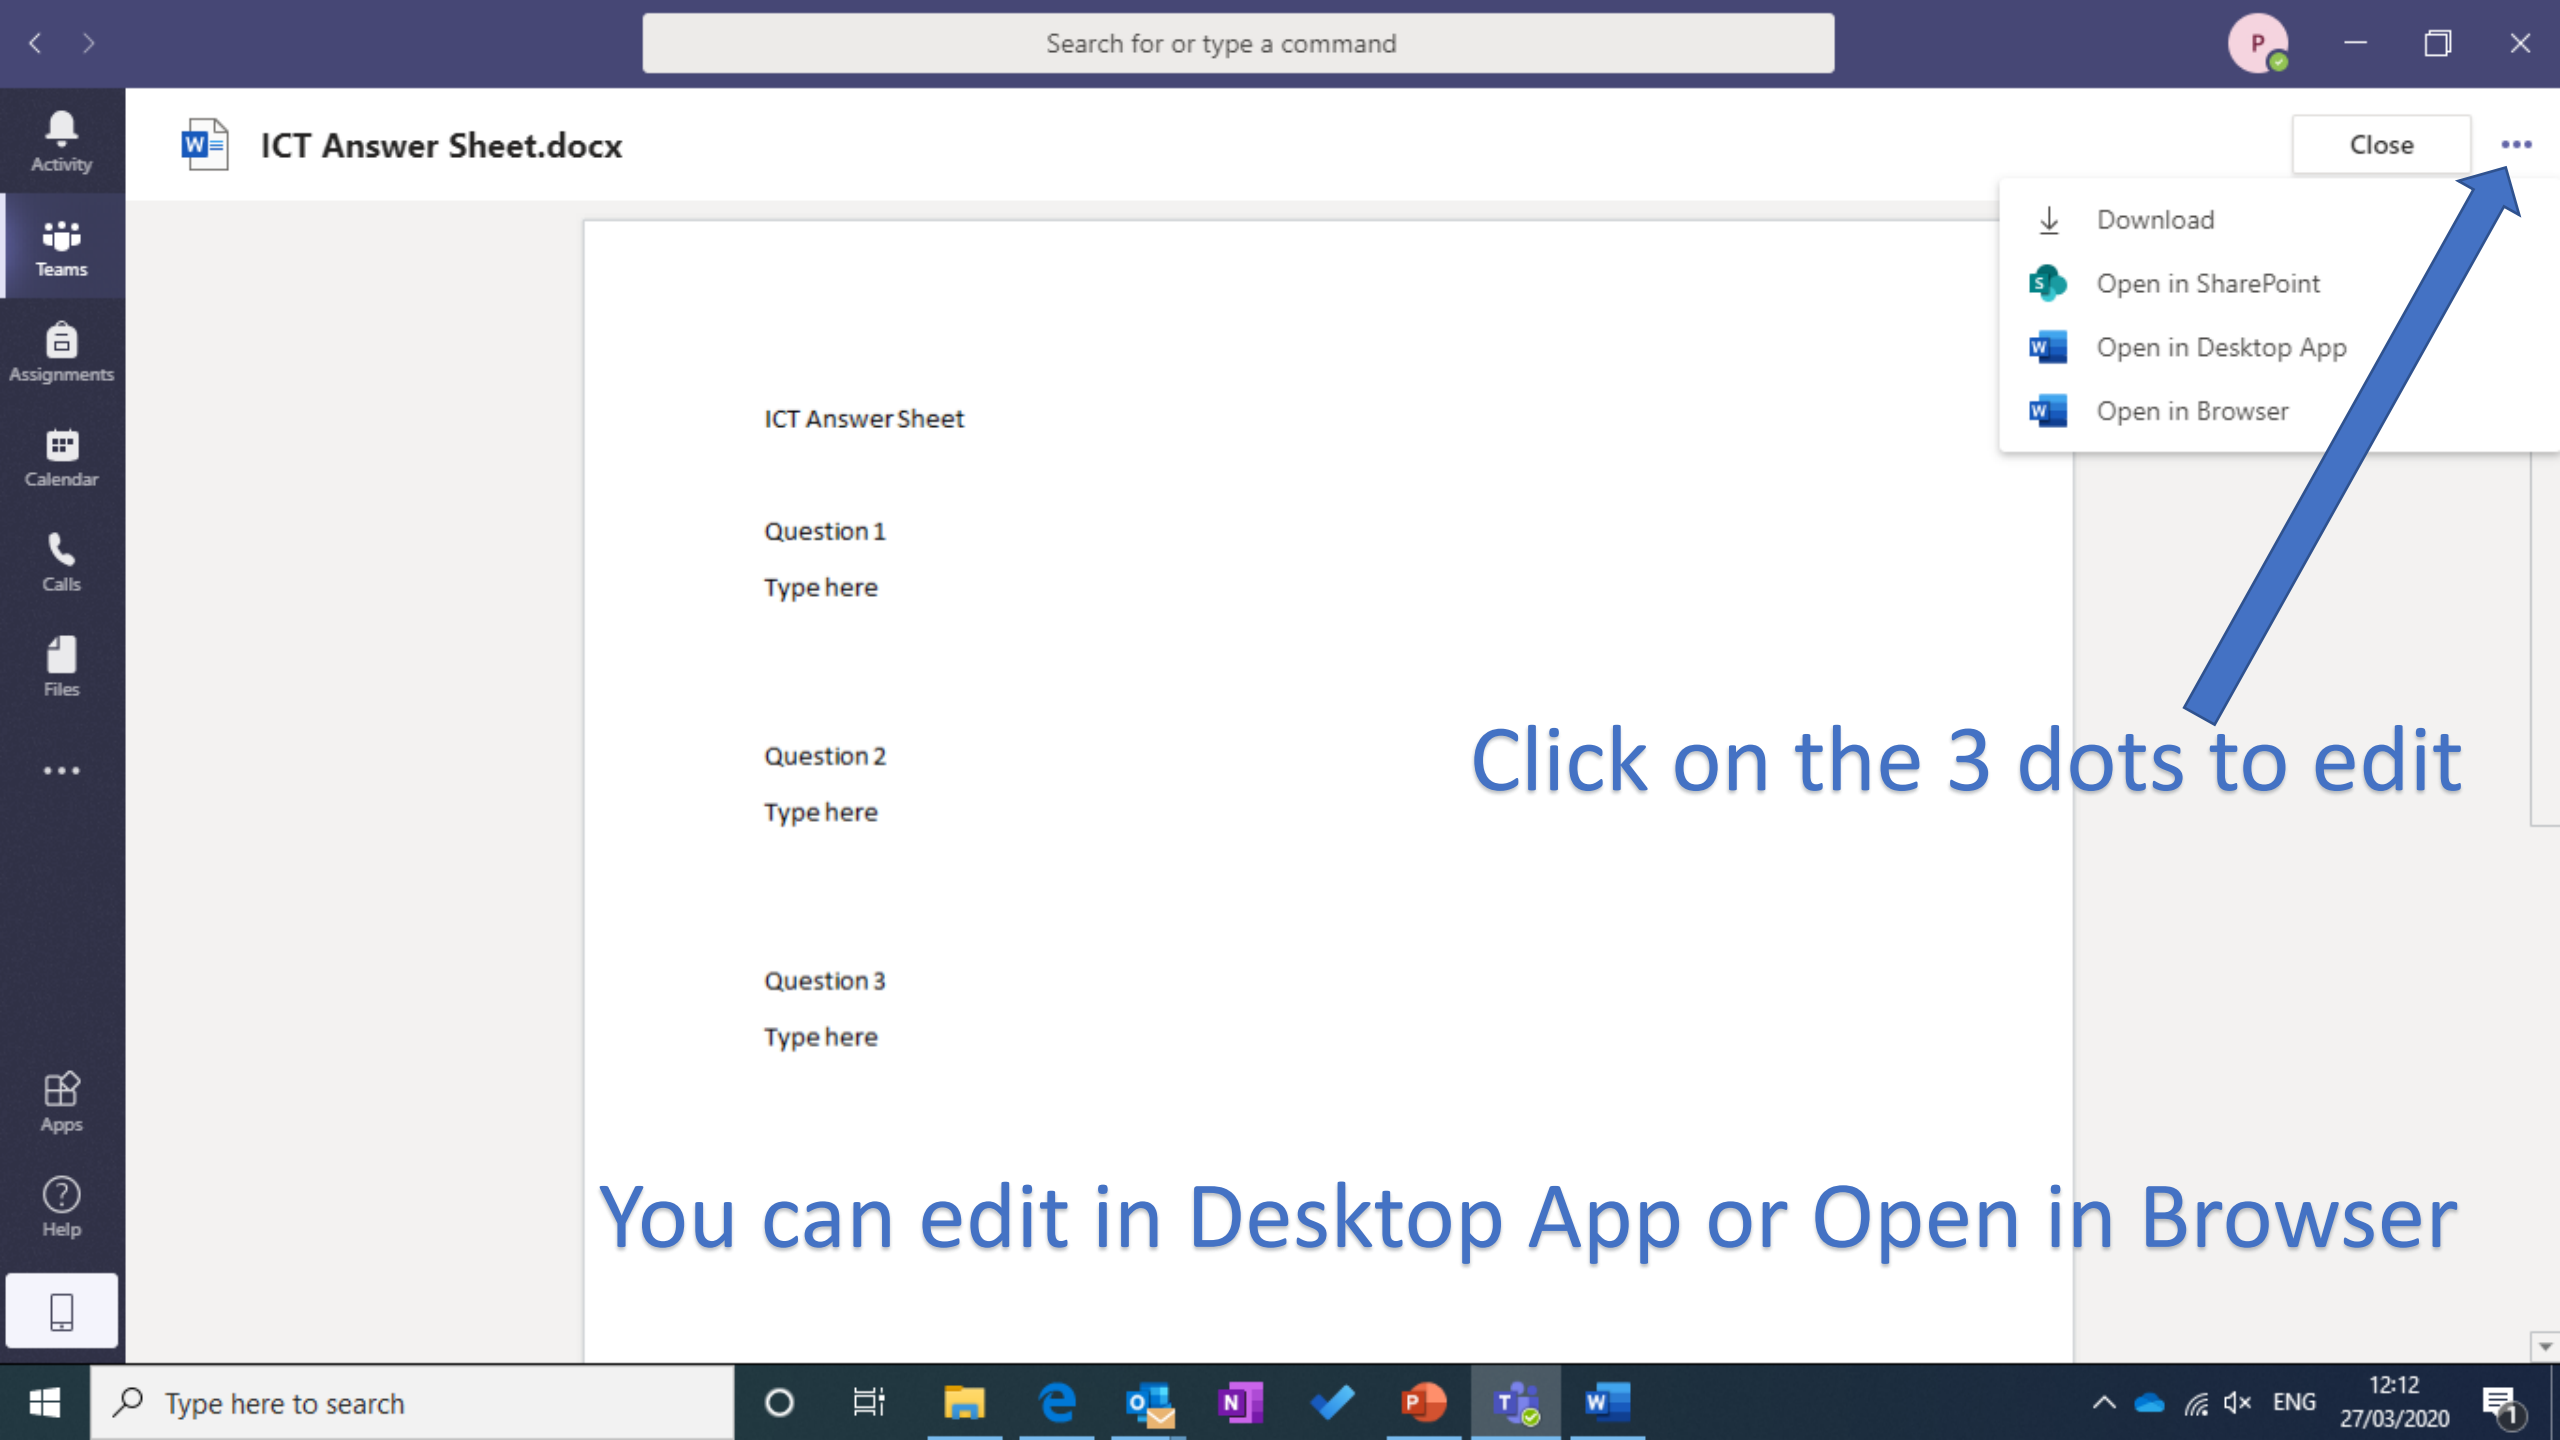 Search for or type a command
P
Activity
ICT Answer Sheet.docx
Close
Teams
Download
Open in SharePoint
Open in Desktop App
Open in Browser
Assignments
Calendar
Calls
Files
Apps
Help
ICT Answer Sheet
Question 1
Type here
Question 2
Type here
Question 3
Type here
Click on the 3 dots to edit
You can edit in Desktop App or Open in Browser
Type here to search
ENG
12:12
27/03/2020
1